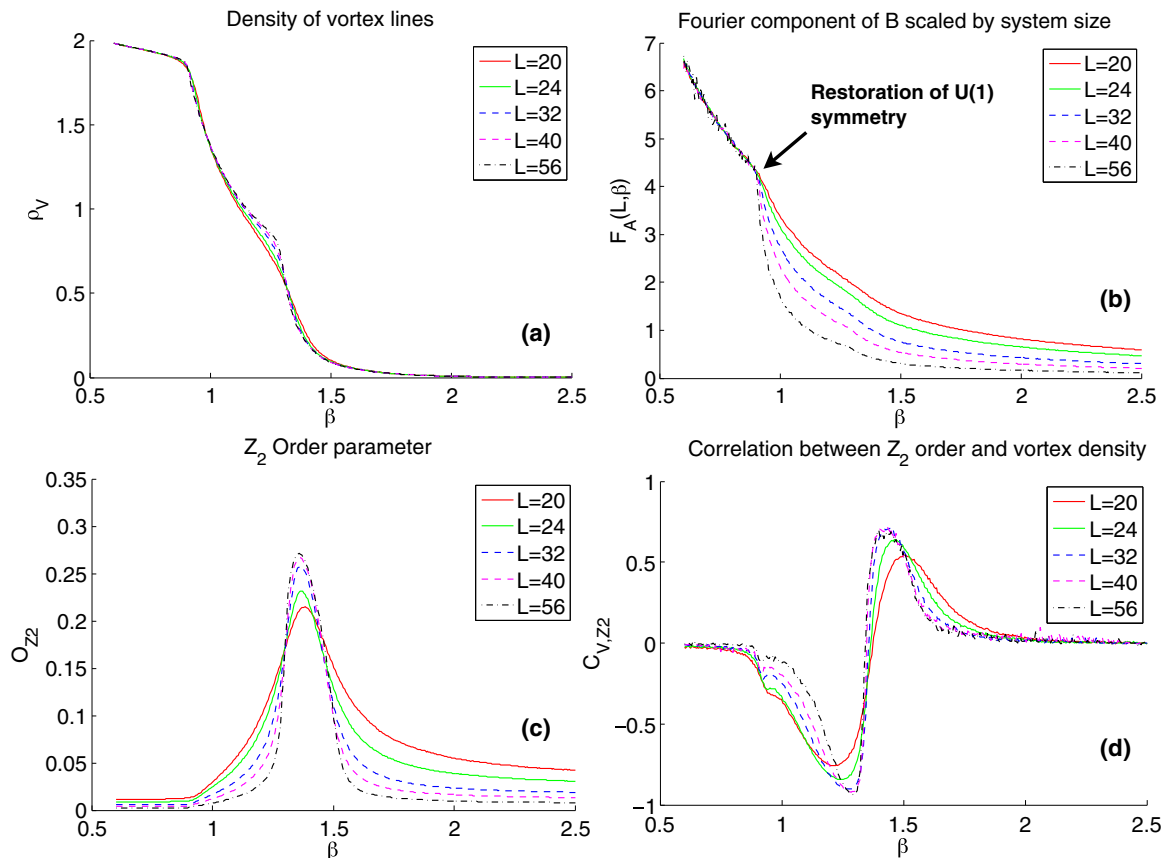 Density of vortex lines
2
1.5
1
0.5
0
ρV
0.5
1
1.5
2
2.5
β
L=20
L=24
L=32
L=40
L=56
(a)
Fourier component of B scaled by system size
7
6
5
4
3
2
1
0
FA(L,β)
0.5
1
1.5
2
2.5
β
Restoration of U(1)
symmetry
L=20
L=24
L=32
L=40
L=56
(b)
Z2 Order parameter
0.35
0.3
0.25
0.2
0.15
0.1
0.05
0
OZ2
0.5
1
1.5
2
2.5
β
L=20
L=24
L=32
L=40
L=56
(c)
Correlation between Z2 order and vortex density
1
0.5
0
−0.5
−1
CV,Z2
0.5
1
1.5
2
2.5
β
L=20
L=24
L=32
L=40
L=56
(d)